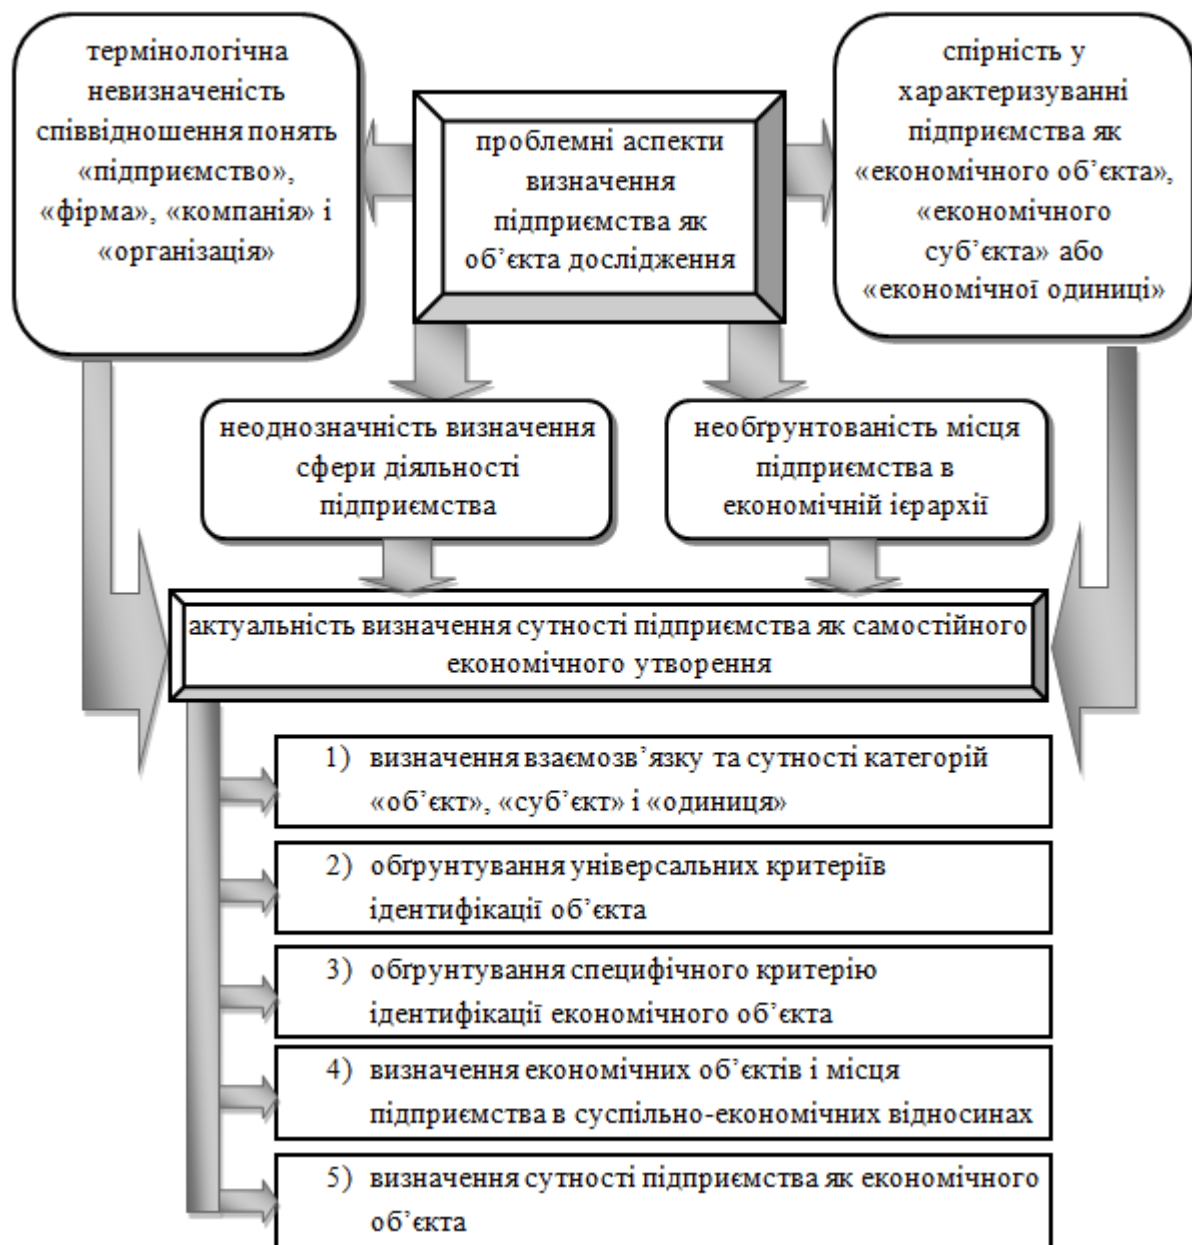 термінологічна
невизначеність
співвідношення понять
«підприємство»,
«фірма», «компанія» і
«організація»
проблемні аспекти
визначення
підприємства як
об’єкта дослідження
спірність у
характеризуванні
підприємства як
«економічного об’єкта»,
«економічного
суб’єкта» або
«економічної одиниці»
неоднозначність визначення
сфери діяльності
підприємства
необґрунтованість місця
підприємства в
економічній ієрархії
актуальність визначення сутності підприємства як самостійного
економічного утворення
1) визначення взаємозв’язку та сутності категорій
«об’єкт», «суб’єкт» і «одиниця»
2) обґрунтування універсальних критеріїв
ідентифікації об’єкта
3) обґрунтування специфічного критерію
ідентифікації економічного об’єкта
4) визначення економічних об’єктів і місця
підприємства в суспільно-економічних відносинах
5) визначення сутності підприємства як економічного
об’єкта